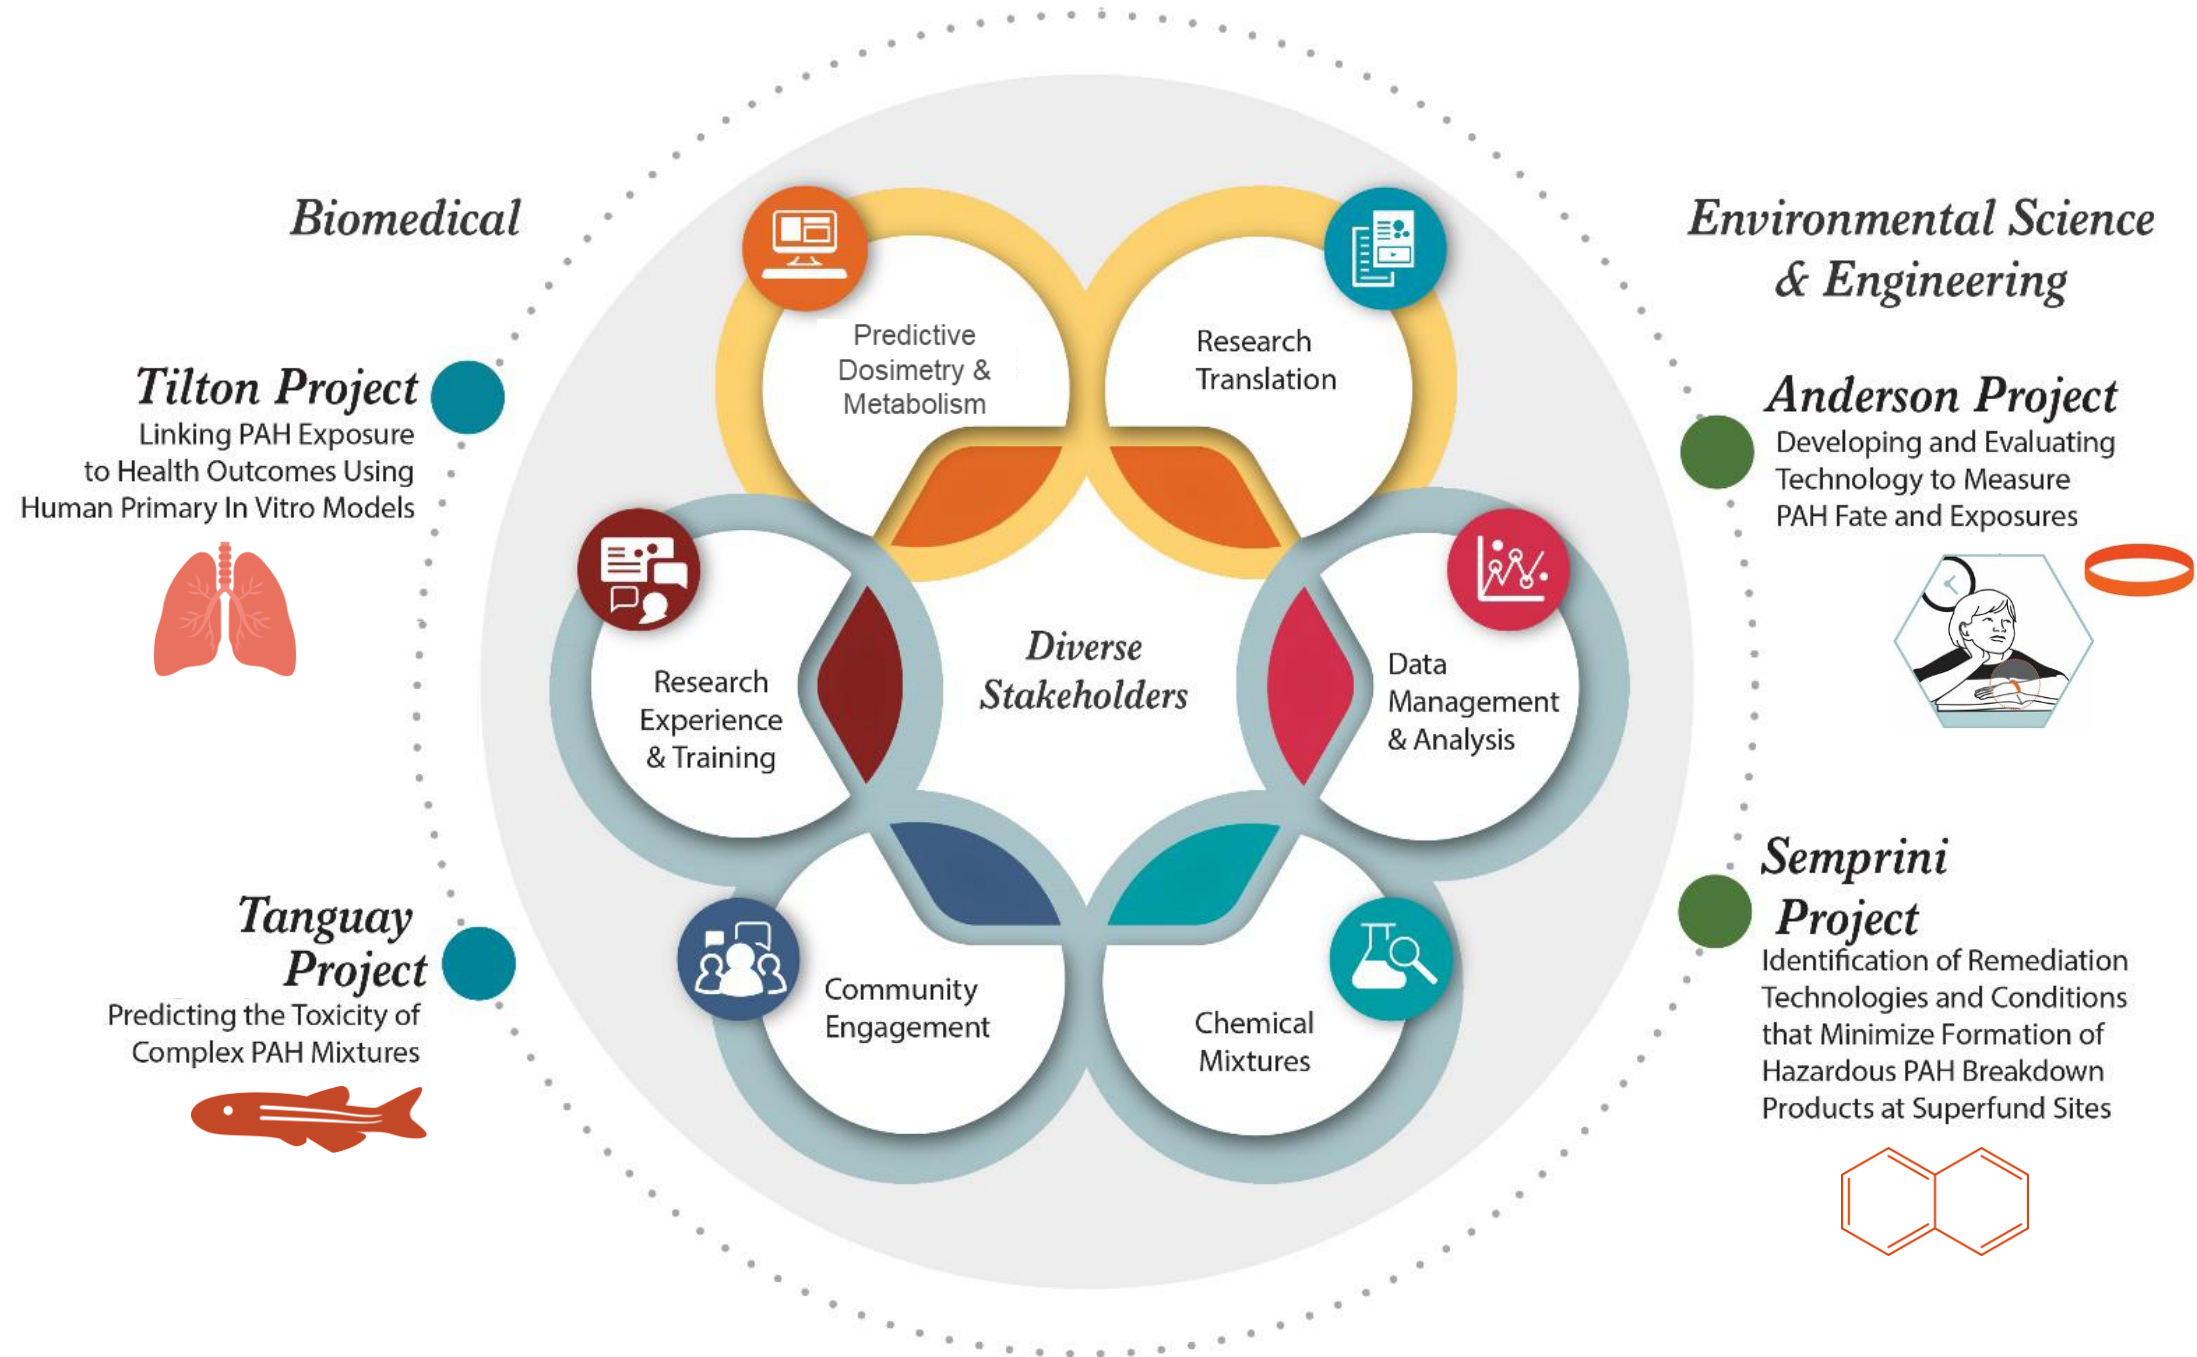 Biomedical
Tilton Project
Linking PAH Exposure
to Health Outcomes Using
Human Primary In Vitro Models
Tanguay
Project
Predicting the Toxicity of
Complex PAH Mixtures
Predictive
Dosimetry &
Metabolism
Research
Translation
Research
Experience
& Training
Diverse
Stakeholders
Data
Management
& Analysis
Community
Engagement
Chemical
Mixtures
Environmental Science
& Engineering
Anderson Project
Developing and Evaluating
Technology to Measure
PAH Fate and Exposures
Semprini
Project
Identification of Remediation
Technologies and Conditions
that Minimize Formation of
Hazardous PAH Breakdown
Products at Superfund Sites